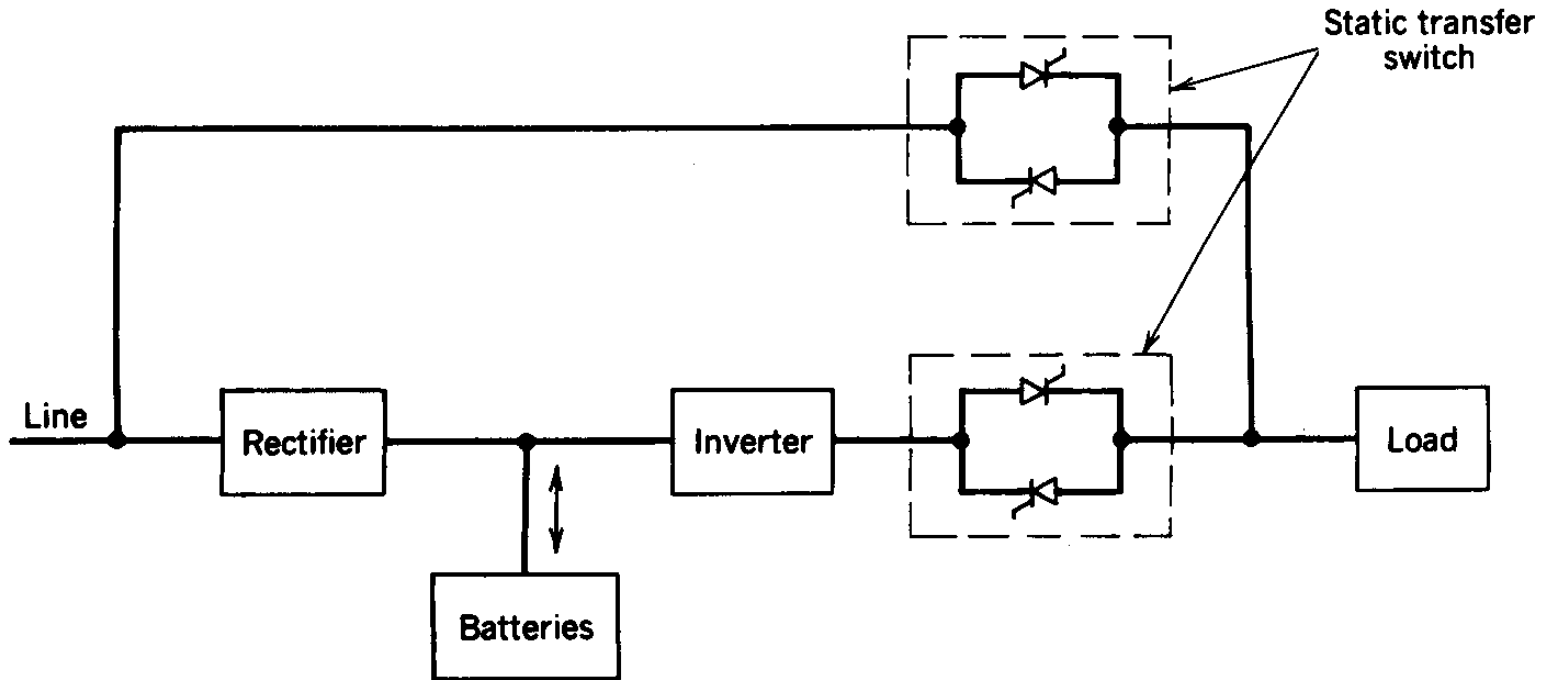 Static transfer
switch
Line
Rectifier
Inverter
Load
Batteries